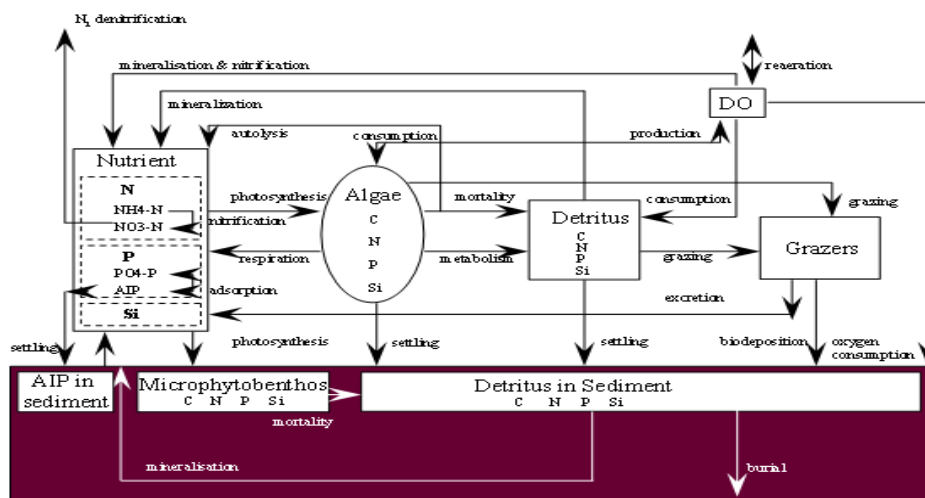 N, denitrification
mineralisation & nitrification
reaeration
mineralization
DO
autolysis
consumption
production
Nutrient
N
NH4-N
NO3-N
photosynthesis
nitrification
Algae
C
N
P
Si
mortality
consumption
grazing
Detritus
C
N
P
Si
Grazers
P
PO4-P
AIP
respiration
metabolism
grazing
adsorption
Si
excretion
settling
photosynthesis
settling
settling
biodeposition
oxygen
consumption
AIP in
sediment
Microphytobenthos
C N P Si
Detritus in Sediment
C N P Si
mortality
mineralisation
burial